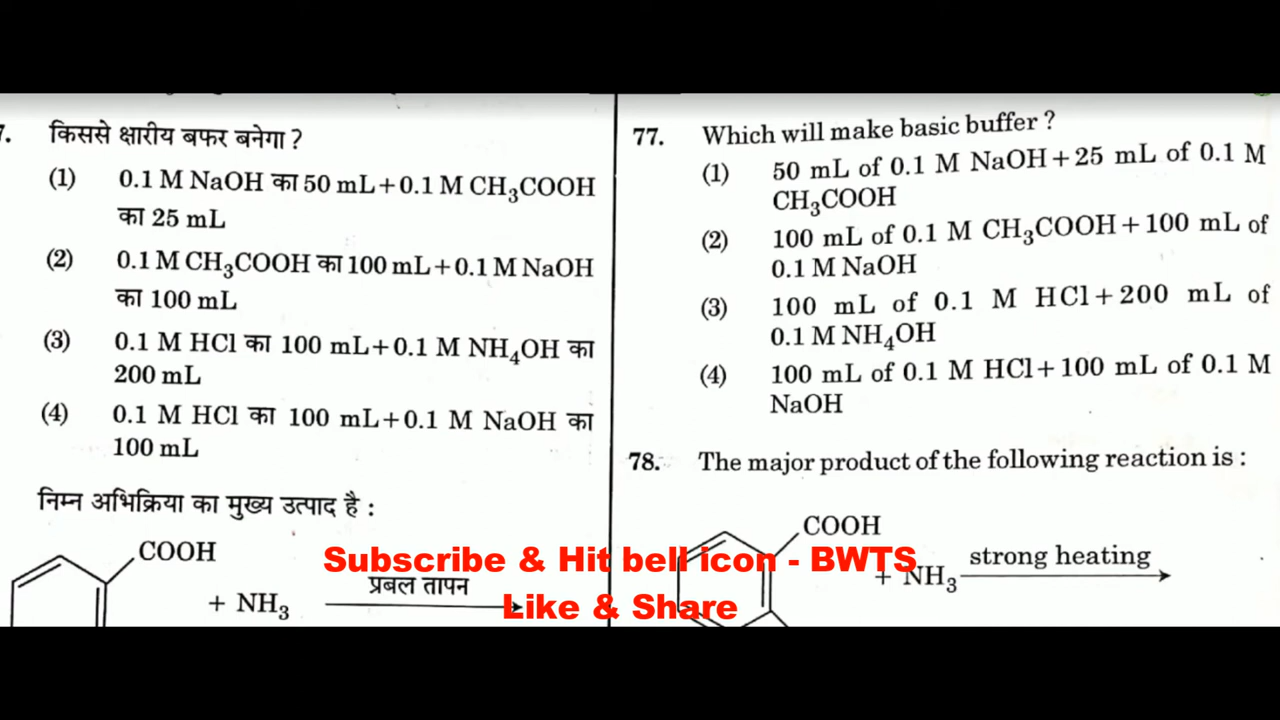 7. किससे क्षारीय बफर बनेगा ?
(1) 0.1 M NaOH का 50 mL+0.1 M CH₃COOH
का 25 mL
(2) 0.1 M CH₃COOH का 100 mL+0.1 M NaOH
का 100 mL
(3) 0.1 M HCl का 100 mL+0.1 M NH₄OH का
200 mL
(4) 0.1 M HCl का 100 mL+0.1 M NaOH का
100 mL
निम्न अभिक्रिया का मुख्य उत्पाद है :
COOH
+ NH₃
प्रबल तापन
77. Which will make basic buffer ?
(1) 50 mL of 0.1 M NaOH+25 mL of 0.1 M
CH₃COOH
(2) 100 mL of 0.1 M CH₃COOH+100 mL of
0.1 M NaOH
(3) 100 mL of 0.1 M HCl+200 mL of
0.1 M NH₄OH
(4) 100 mL of 0.1 M HCl+100 mL of 0.1 M
NaOH
78. The major product of the following reaction is :
COOH
+ NH₃
strong heating
Subscribe & Hit bell icon - BWTS
Like & Share